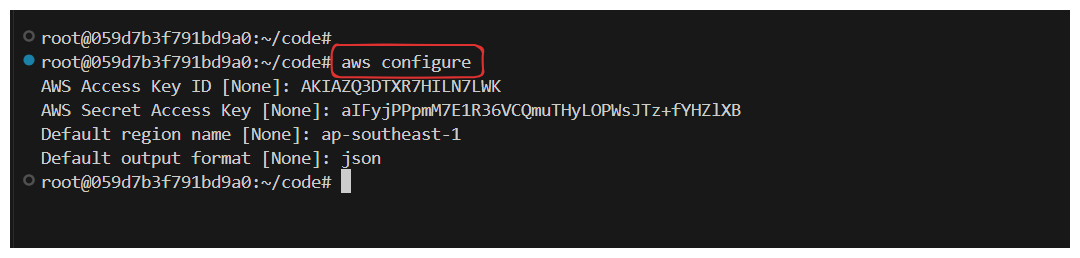 root@059d7b3f791bd9a0:~/code#
root@059d7b3f791bd9a0:~/code# aws configure
AWS Access Key ID [None]: AKIAZQ3DTXR7HILN7LWK
AWS Secret Access Key [None]: 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
Default region name [None]: ap-southeast-1
Default output format [None]: json
root@059d7b3f791bd9a0:~/code#